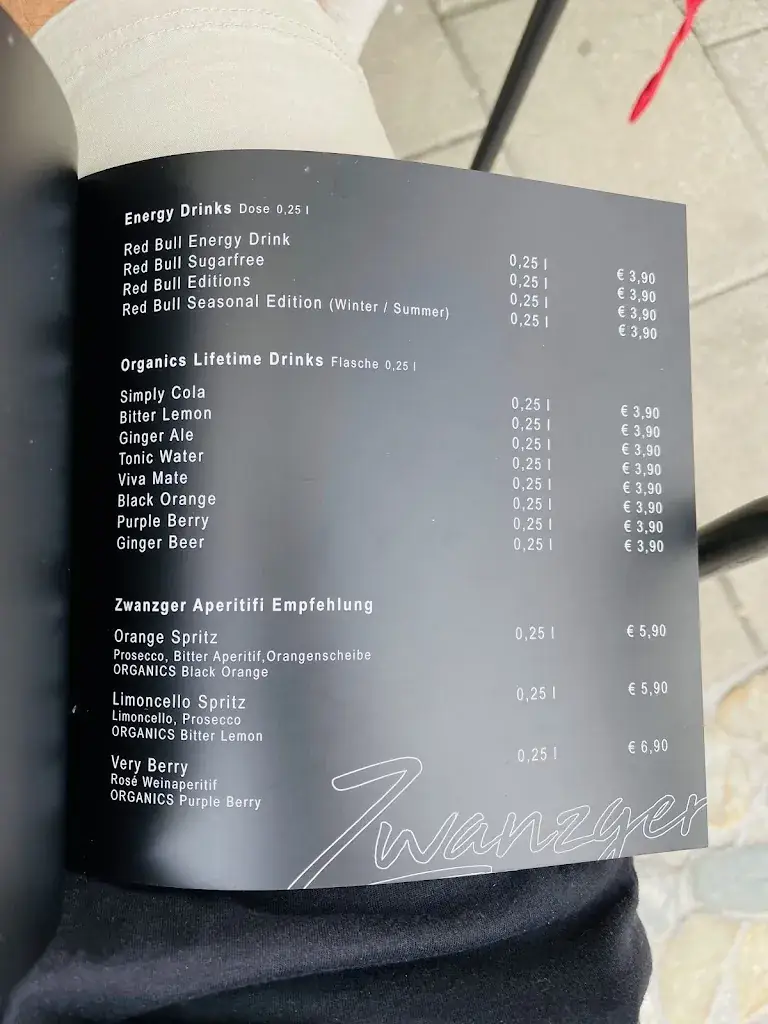 Energy Drinks Dose 0,25 l
Red Bull Energy Drink 0,25 l € 3,90
Red Bull Sugarfree 0,25 l € 3,90
Red Bull Editions 0,25 l € 3,90
Red Bull Seasonal Edition (Winter / Summer) 0,25 l € 3,90
Organics Lifetime Drinks Flasche 0,25 l
Simply Cola 0,25 l € 3,90
Bitter Lemon 0,25 l € 3,90
Ginger Ale 0,25 l € 3,90
Tonic Water 0,25 l € 3,90
Viva Mate 0,25 l € 3,90
Black Orange 0,25 l € 3,90
Purple Berry 0,25 l € 3,90
Ginger Beer 0,25 l € 3,90
Zwanzger Aperitifi Empfehlung
Orange Spritz 0,25 l € 5,90
Prosecco, Bitter Aperitif,Orangenscheibe
ORGANICS Black Orange
Limoncello Spritz 0,25 l € 5,90
Limoncello, Prosecco
ORGANICS Bitter Lemon
Very Berry 0,25 l € 6,90
Rosé Weinaperitif
ORGANICS Purple Berry
Zwanzger